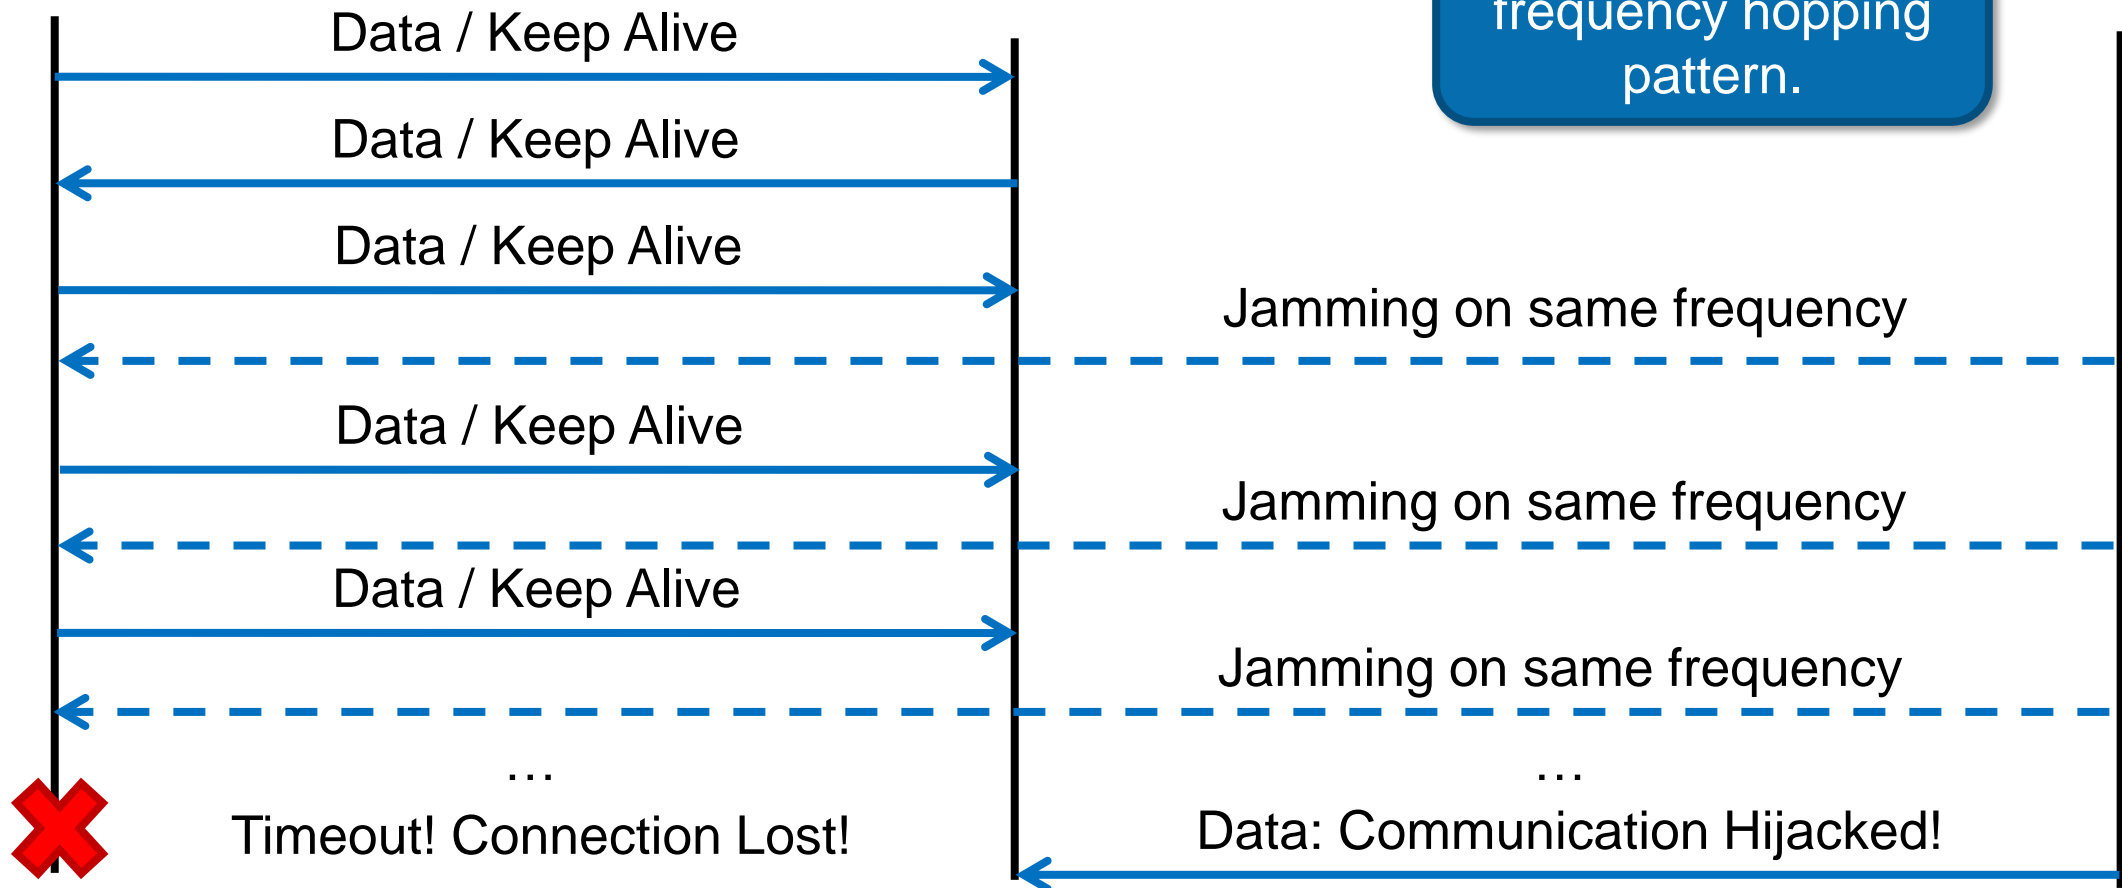 Data / Keep Alive
frequency hopping
pattern.
Data / Keep Alive
Data / Keep Alive
Jamming on same frequency
Data / Keep Alive
Jamming on same frequency
Data / Keep Alive
Jamming on same frequency
…
…
Timeout! Connection Lost!
Data: Communication Hijacked!